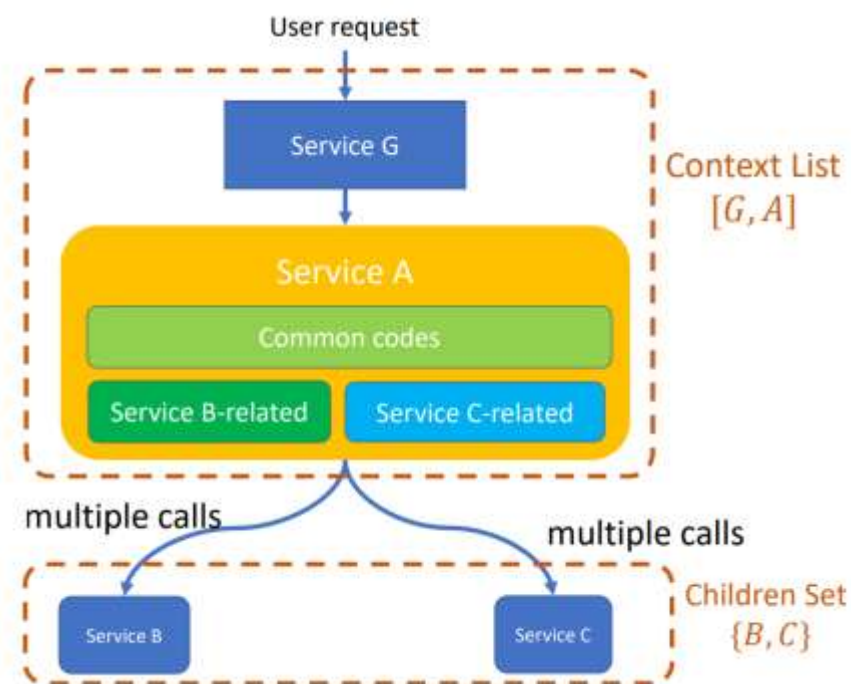 User request
Service G
Context List
[G, A]
Service A
Common codes
Service B-related
Service C-related
multiple calls
multiple calls
Children Set
{B, C}
Service B
Service C